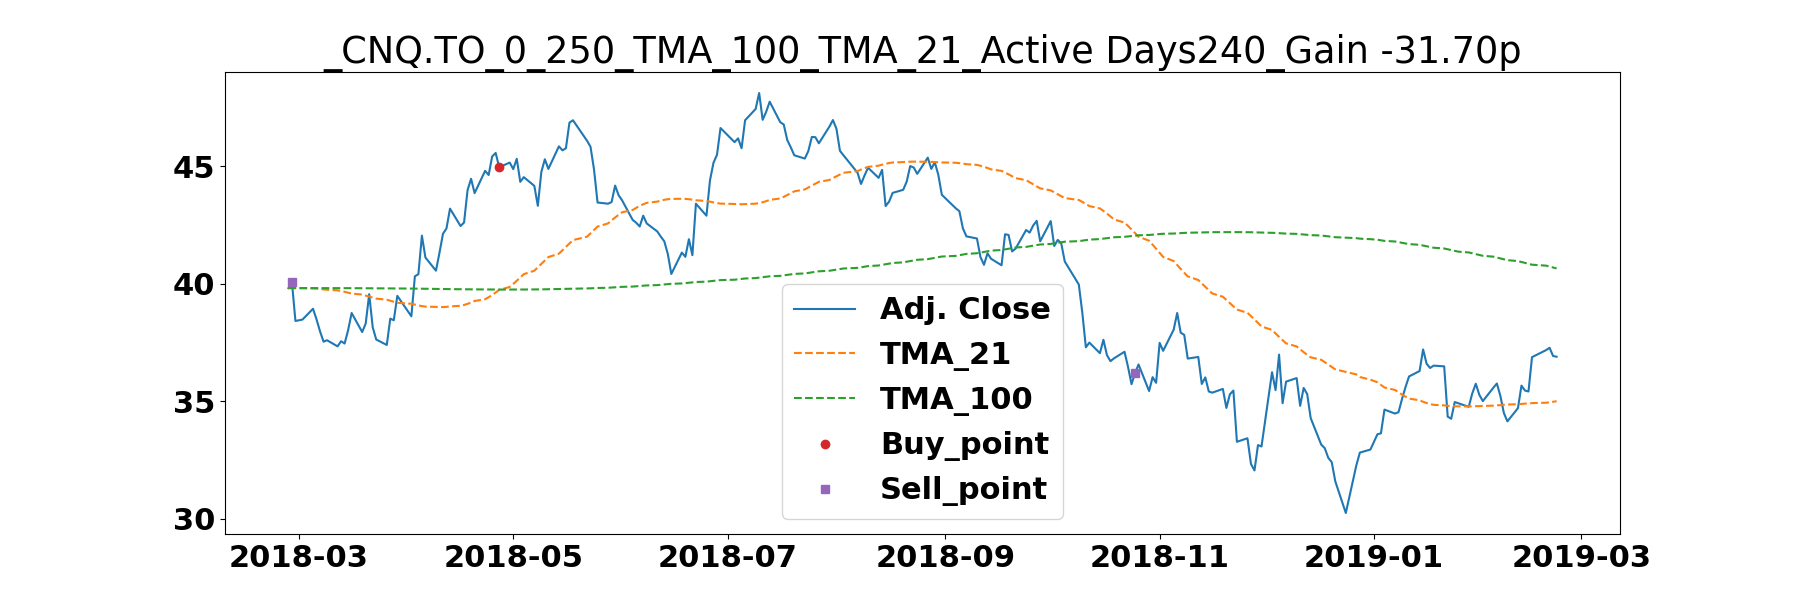 _CNQ.TO_0_250_TMA_100_TMA_21_Active Days240_Gain -31.70p
45
40
35
30
Adj. Close
TMA_21
TMA_100
Buy_point
Sell_point
2018-03 2018-05 2018-07 2018-09 2018-11 2019-01 2019-03